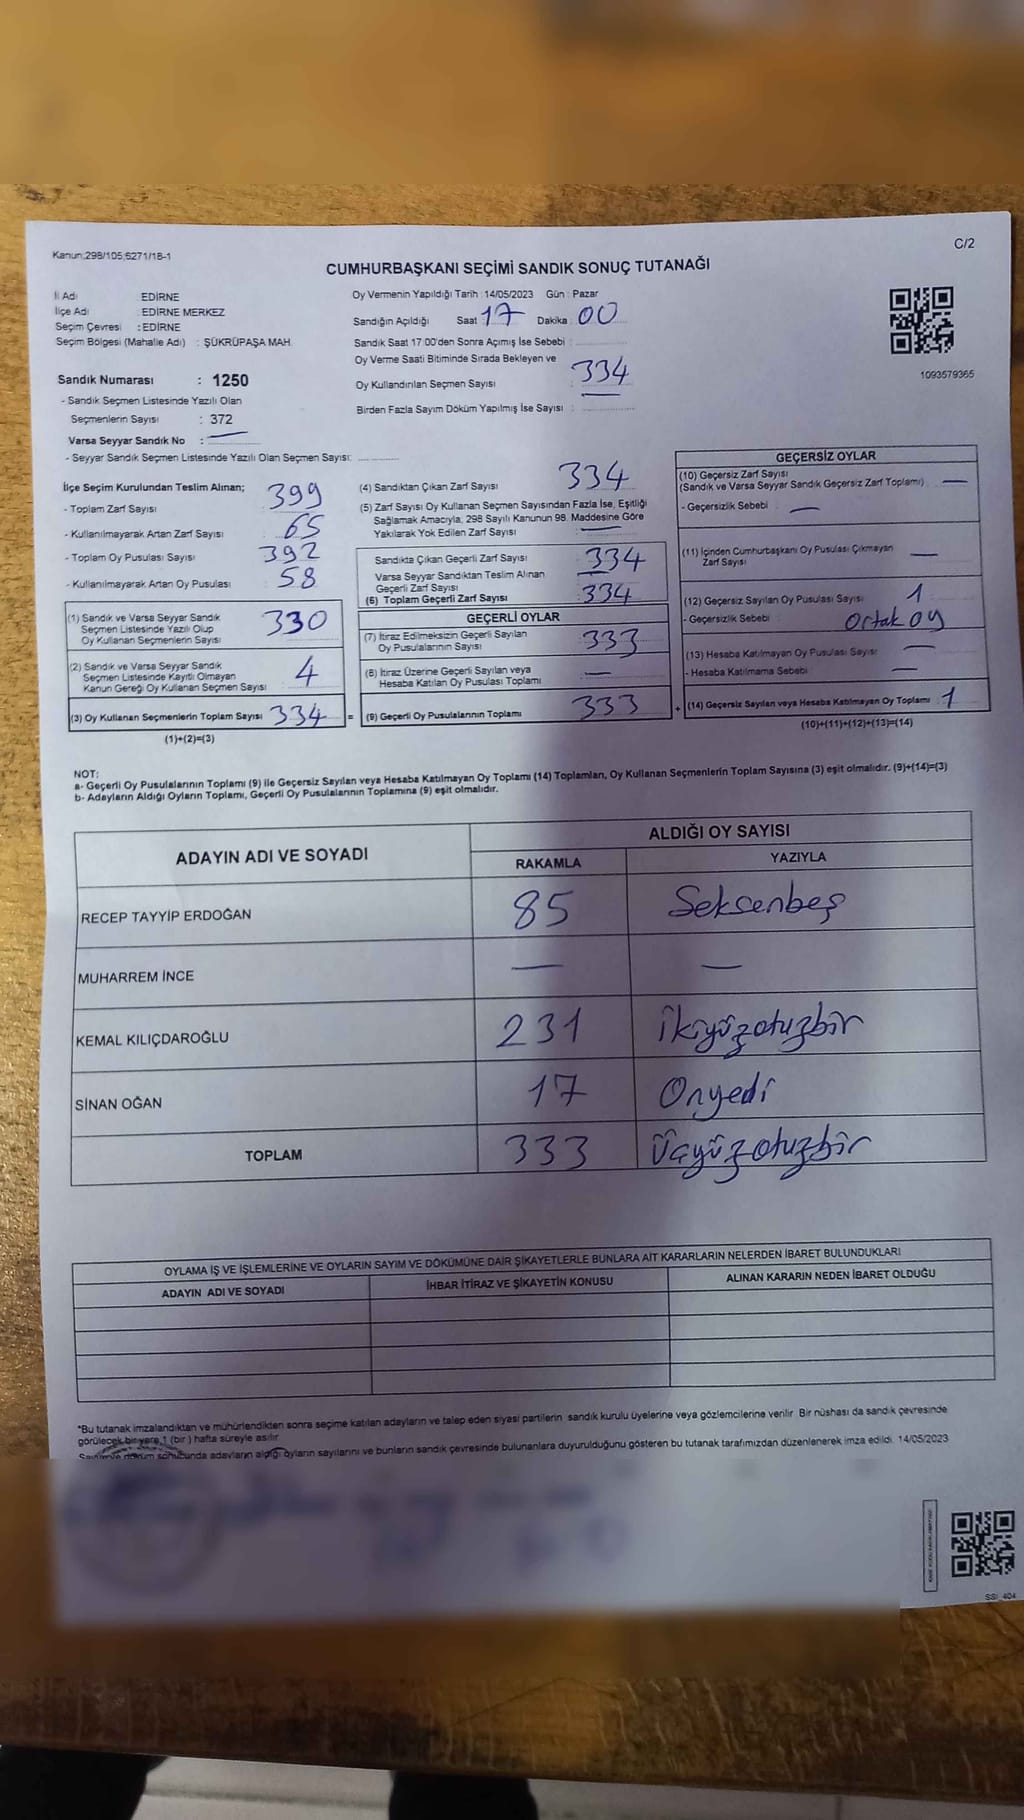 Kanun:298/105;6271/18-1
C/2
CUMHURBAŞKANI SEÇİMİ SANDIK SONUÇ TUTANAĞI
İl Adı : EDİRNE
İlçe Adı : EDİRNE MERKEZ
Seçim Çevresi : EDİRNE
Seçim Bölgesi (Mahalle Adı) : ŞÜKRÜPAŞA MAH.
Sandık Numarası : 1250
- Sandık Seçmen Listesinde Yazılı Olan
Seçmenlerin Sayısı : 372
Varsa Seyyar Sandık No : —
- Seyyar Sandık Seçmen Listesinde Yazılı Olan Seçmen Sayısı:
Oy Vermenin Yapıldığı Tarih : 14/05/2023 Gün : Pazar
Sandığın Açıldığı Saat 17 Dakika : 00
Sandık Saat 17:00'den Sonra Açımış İse Sebebi :
Oy Verme Saati Bitiminde Sırada Bekleyen ve
Oy Kullandırılan Seçmen Sayısı : 334
—
Birden Fazla Sayım Döküm Yapılmış İse Sayısı :
1093579365
İlçe Seçim Kurulundan Teslim Alınan;
- Toplam Zarf Sayısı 399
- Kullanılmayarak Artan Zarf Sayısı 65
- Toplam Oy Pusulası Sayısı 392
- Kullanılmayarak Artan Oy Pusulası 58
(1) Sandık ve Varsa Seyyar Sandık
Seçmen Listesinde Yazılı Olup
Oy Kullanan Seçmenlerin Sayısı 330
(2) Sandık ve Varsa Seyyar Sandık
Seçmen Listesinde Kayıtlı Olmayan
Kanun Gereği Oy Kullanan Seçmen Sayısı 4
(3) Oy Kullanan Seçmenlerin Toplam Sayısı 334 =
(1)+(2)=(3)
(4) Sandıktan Çıkan Zarf Sayısı 334
(5) Zarf Sayısı Oy Kullanan Seçmen Sayısından Fazla İse, Eşitliği
Sağlamak Amacıyla, 298 Sayılı Kanunun 98. Maddesine Göre
Yakılarak Yok Edilen Zarf Sayısı —
Sandıkta Çıkan Geçerli Zarf Sayısı 334
Varsa Seyyar Sandıktan Teslim Alınan
Geçerli Zarf Sayısı —
(6) Toplam Geçerli Zarf Sayısı 334
GEÇERLİ OYLAR
(7) İtiraz Edilmeksizin Geçerli Sayılan
Oy Pusulalarının Sayısı 333
(8) İtiraz Üzerine Geçerli Sayılan veya
Hesaba Katılan Oy Pusulası Toplamı —
(9) Geçerli Oy Pusulalarının Toplamı 333 +
GEÇERSİZ OYLAR
(10) Geçersiz Zarf Sayısı
(Sandık ve Varsa Seyyar Sandık Geçersiz Zarf Toplamı) —
- Geçersizlik Sebebi : —
(11) İçinden Cumhurbaşkanı Oy Pusulası Çıkmayan
Zarf Sayısı —
(12) Geçersiz Sayılan Oy Pusulası Sayısı 1
- Geçersizlik Sebebi : Ortak oy
(13) Hesaba Katılmayan Oy Pusulası Sayısı —
- Hesaba Katılmama Sebebi —
(14) Geçersiz Sayılan veya Hesaba Katılmayan Oy Toplamı 1
(10)+(11)+(12)+(13)=(14)
NOT:
a- Geçerli Oy Pusulalarının Toplamı (9) ile Geçersiz Sayılan veya Hesaba Katılmayan Oy Toplamı (14) Toplamları, Oy Kullanan Seçmenlerin Toplam Sayısına (3) eşit olmalıdır. (9)+(14)=(3)
b- Adayların Aldığı Oyların Toplamı, Geçerli Oy Pusulalarının Toplamına (9) eşit olmalıdır.
ADAYIN ADI VE SOYADI
ALDIĞI OY SAYISI
RAKAMLA YAZIYLA
RECEP TAYYİP ERDOĞAN 85 Seksenbeş
MUHARREM İNCE — —
KEMAL KILIÇDAROĞLU 231 İkiyüzotuzbir
SİNAN OĞAN 17 Onyedi
TOPLAM 333 Üçyüzotuzbir
OYLAMA İŞ VE İŞLEMLERİNE VE OYLARIN SAYIM VE DÖKÜMÜNE DAİR ŞİKAYETLERLE BUNLARA AİT KARARLARIN NELERDEN İBARET BULUNDUKLARI
ADAYIN ADI VE SOYADI İHBAR İTİRAZ VE ŞİKAYETİN KONUSU ALINAN KARARIN NEDEN İBARET OLDUĞU
*Bu tutanak imzalandıktan ve mühürlendikten sonra seçime katılan adayların ve talep eden siyasi partilerin sandık kurulu üyelerine veya gözlemcilerine verilir. Bir nüshası da sandık çevresinde
görülecek bir yere 1 (bir) hafta süreyle asılır
Sayım ve döküm sonucunda adayların aldığı oyların sayılarını ve bunların sandık çevresinde bulunanlara duyurulduğunu gösteren bu tutanak tarafımızdan düzenlenerek imza edildi. 14/05/2023
SSI_404